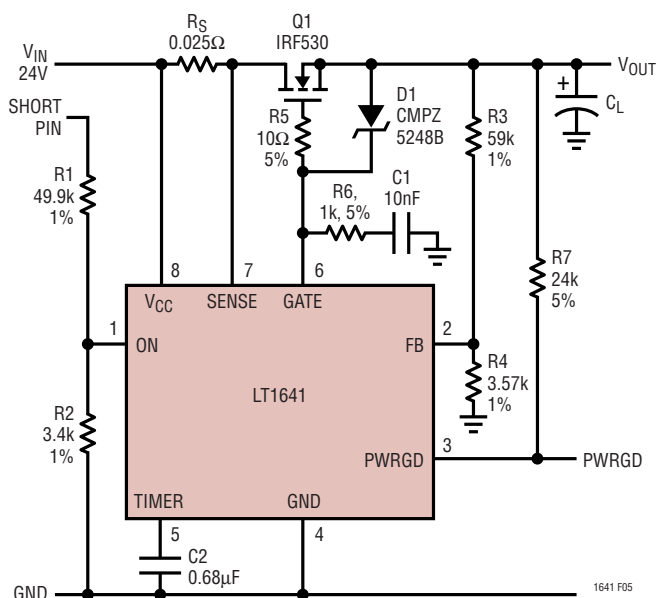 RS
0.025Ω
Q1
IRF530
VIN
24V
VOUT
SHORT
PIN
R5
10Ω
5%
D1
CMPZ
5248B
+
CL
R3
59k
1%
R1
49.9k
1%
R6,
1k, 5%
C1
10nF
R7
24k
5%
8
7
6
VCC
SENSE
GATE
1
ON
2
FB
LT1641
R4
3.57k
1%
R2
3.4k
1%
3
PWRGD
PWRGD
TIMER
GND
5
4
C2
0.68µF
GND
1641 F05